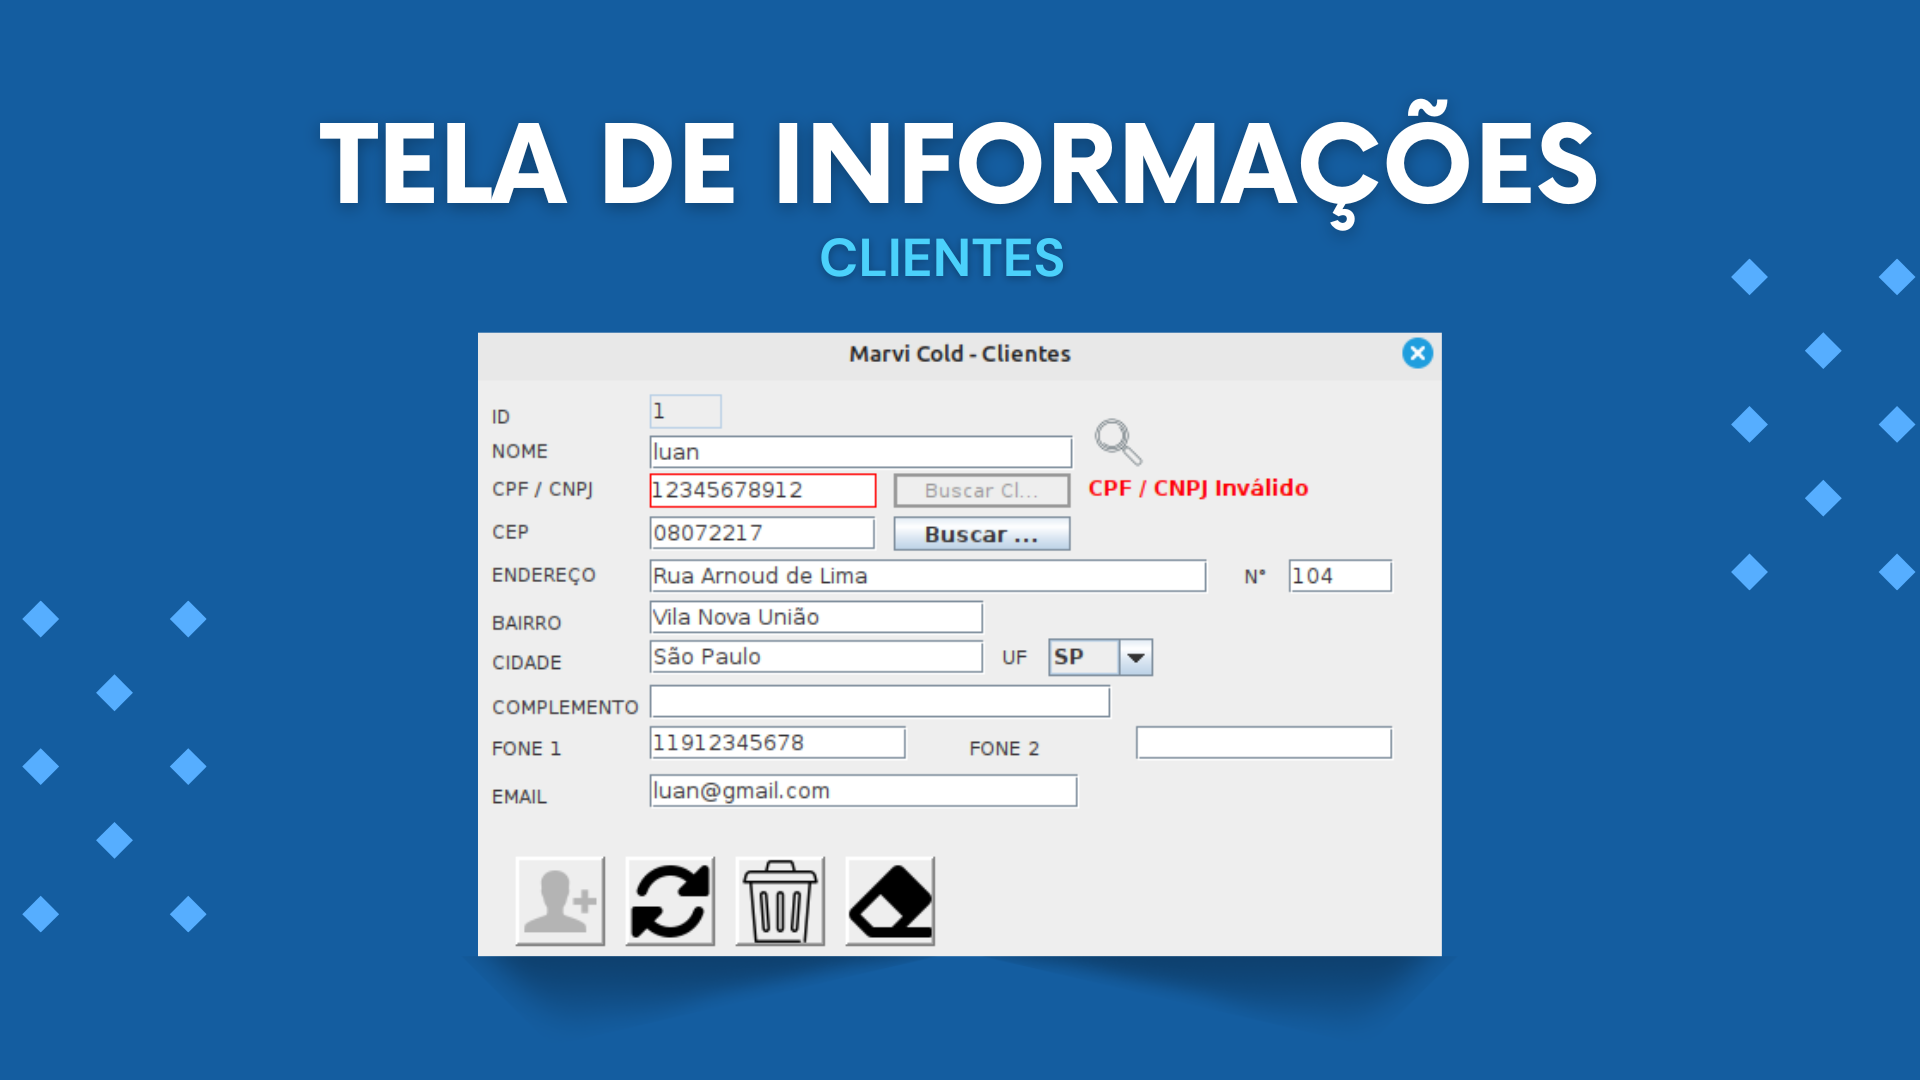 TELA DE INFORMAÇÕES
CLIENTES
Marvi Cold - Clientes
ID 1
NOME luan
CPF / CNPJ 12345678912 Buscar Cl... CPF / CNPJ Inválido
CEP 08072217 Buscar ...
ENDEREÇO Rua Arnoud de Lima N° 104
BAIRRO Vila Nova União
CIDADE São Paulo UF SP
COMPLEMENTO
FONE 1 11912345678 FONE 2
EMAIL luan@gmail.com